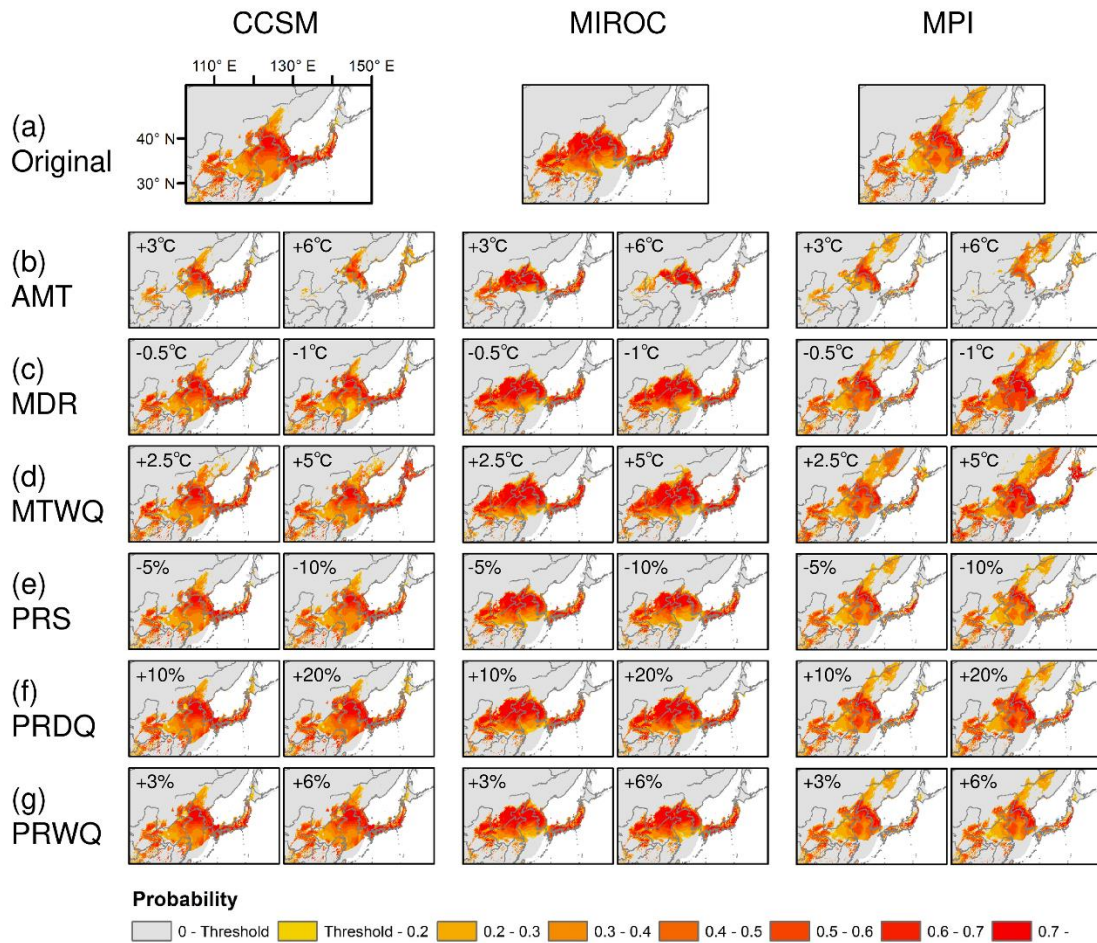 CCSM MIROC MPI
110° E 130° E 150° E
(a)
Original
40° N
30° N
(b)
AMT
+3°C +6°C +3°C +6°C +3°C +6°C
(c)
MDR
-0.5°C -1°C -0.5°C -1°C -0.5°C -1°C
(d)
MTWQ
+2.5°C +5°C +2.5°C +5°C +2.5°C +5°C
(e)
PRS
-5% -10% -5% -10% -5% -10%
(f)
PRDQ
+10% +20% +10% +20% +10% +20%
(g)
PRWQ
+3% +6% +3% +6% +3% +6%
Probability
0 - Threshold Threshold - 0.2 0.2 - 0.3 0.3 - 0.4 0.4 - 0.5 0.5 - 0.6 0.6 - 0.7 0.7 -